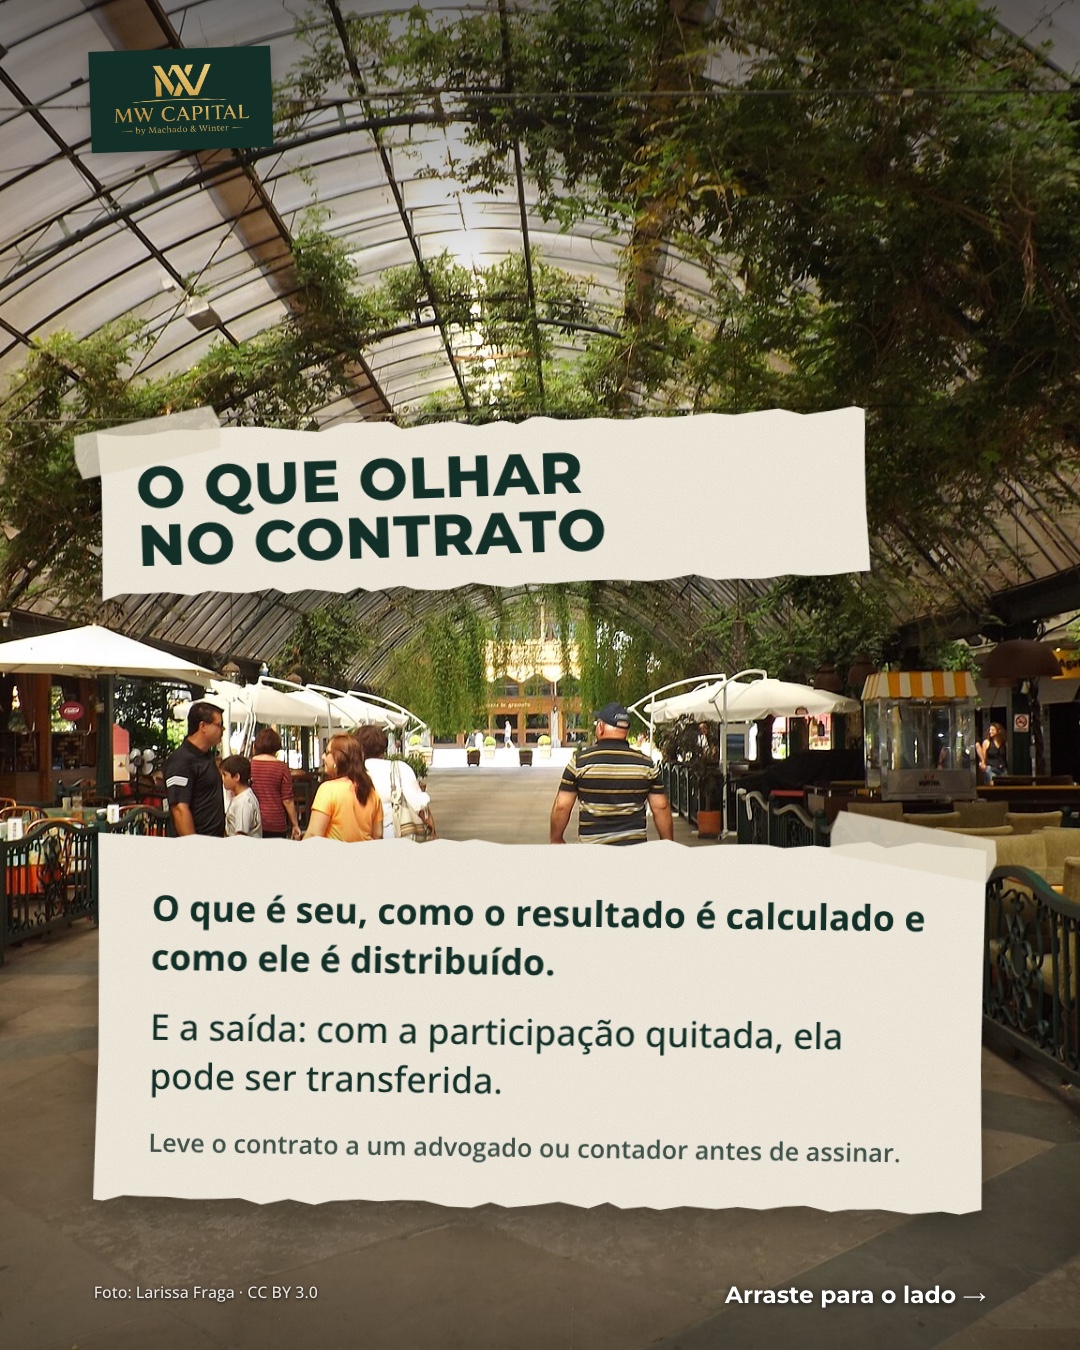 MW CAPITAL
by Machado & Winter
O QUE OLHAR
NO CONTRATO
O que é seu, como o resultado é calculado e
como ele é distribuído.
E a saída: com a participação quitada, ela
pode ser transferida.
Leve o contrato a um advogado ou contador antes de assinar.
Foto: Larissa Fraga · CC BY 3.0
Arraste para o lado →